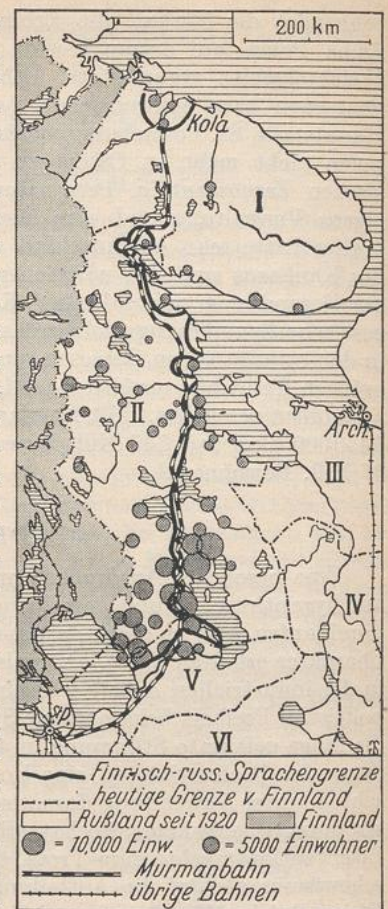 200 km
Kola
I
II
Arch.
III
IV
V
Sp.
VI
Finnisch-russ. Sprachengrenze
heutige Grenze v. Finnland
Rußland seit 1920 Finnland
= 10,000 Einw. = 5000 Einwohner
Murmanbahn
übrige Bahnen